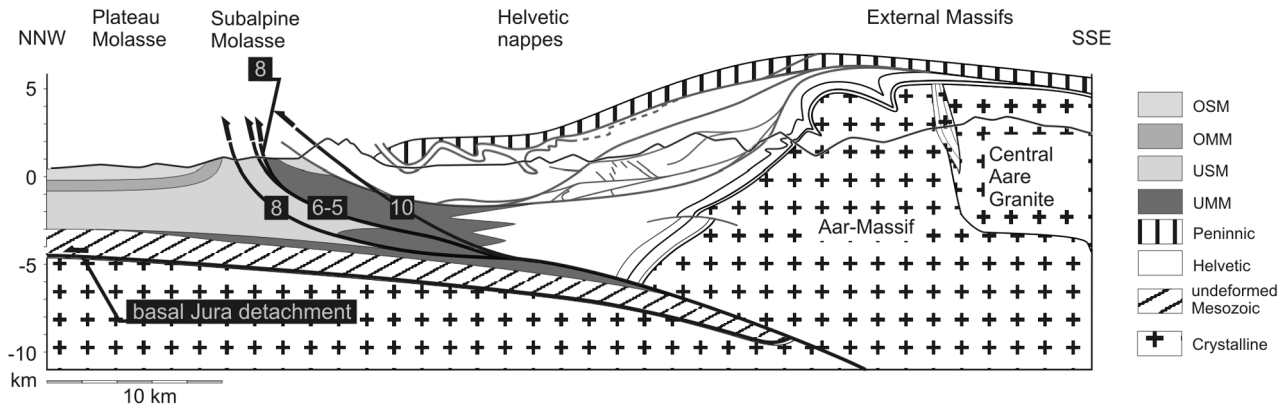 Plateau
Molasse
Subalpine
Molasse
Helvetic
nappes
External Massifs
NNW
SSE
8
5
0
-5
-10
km
8
6-5
10
Central
Aare
Granite
Aar-Massif
basal Jura detachment
10 km
OSM
OMM
USM
UMM
Peninnic
Helvetic
undeformed
Mesozoic
Crystalline